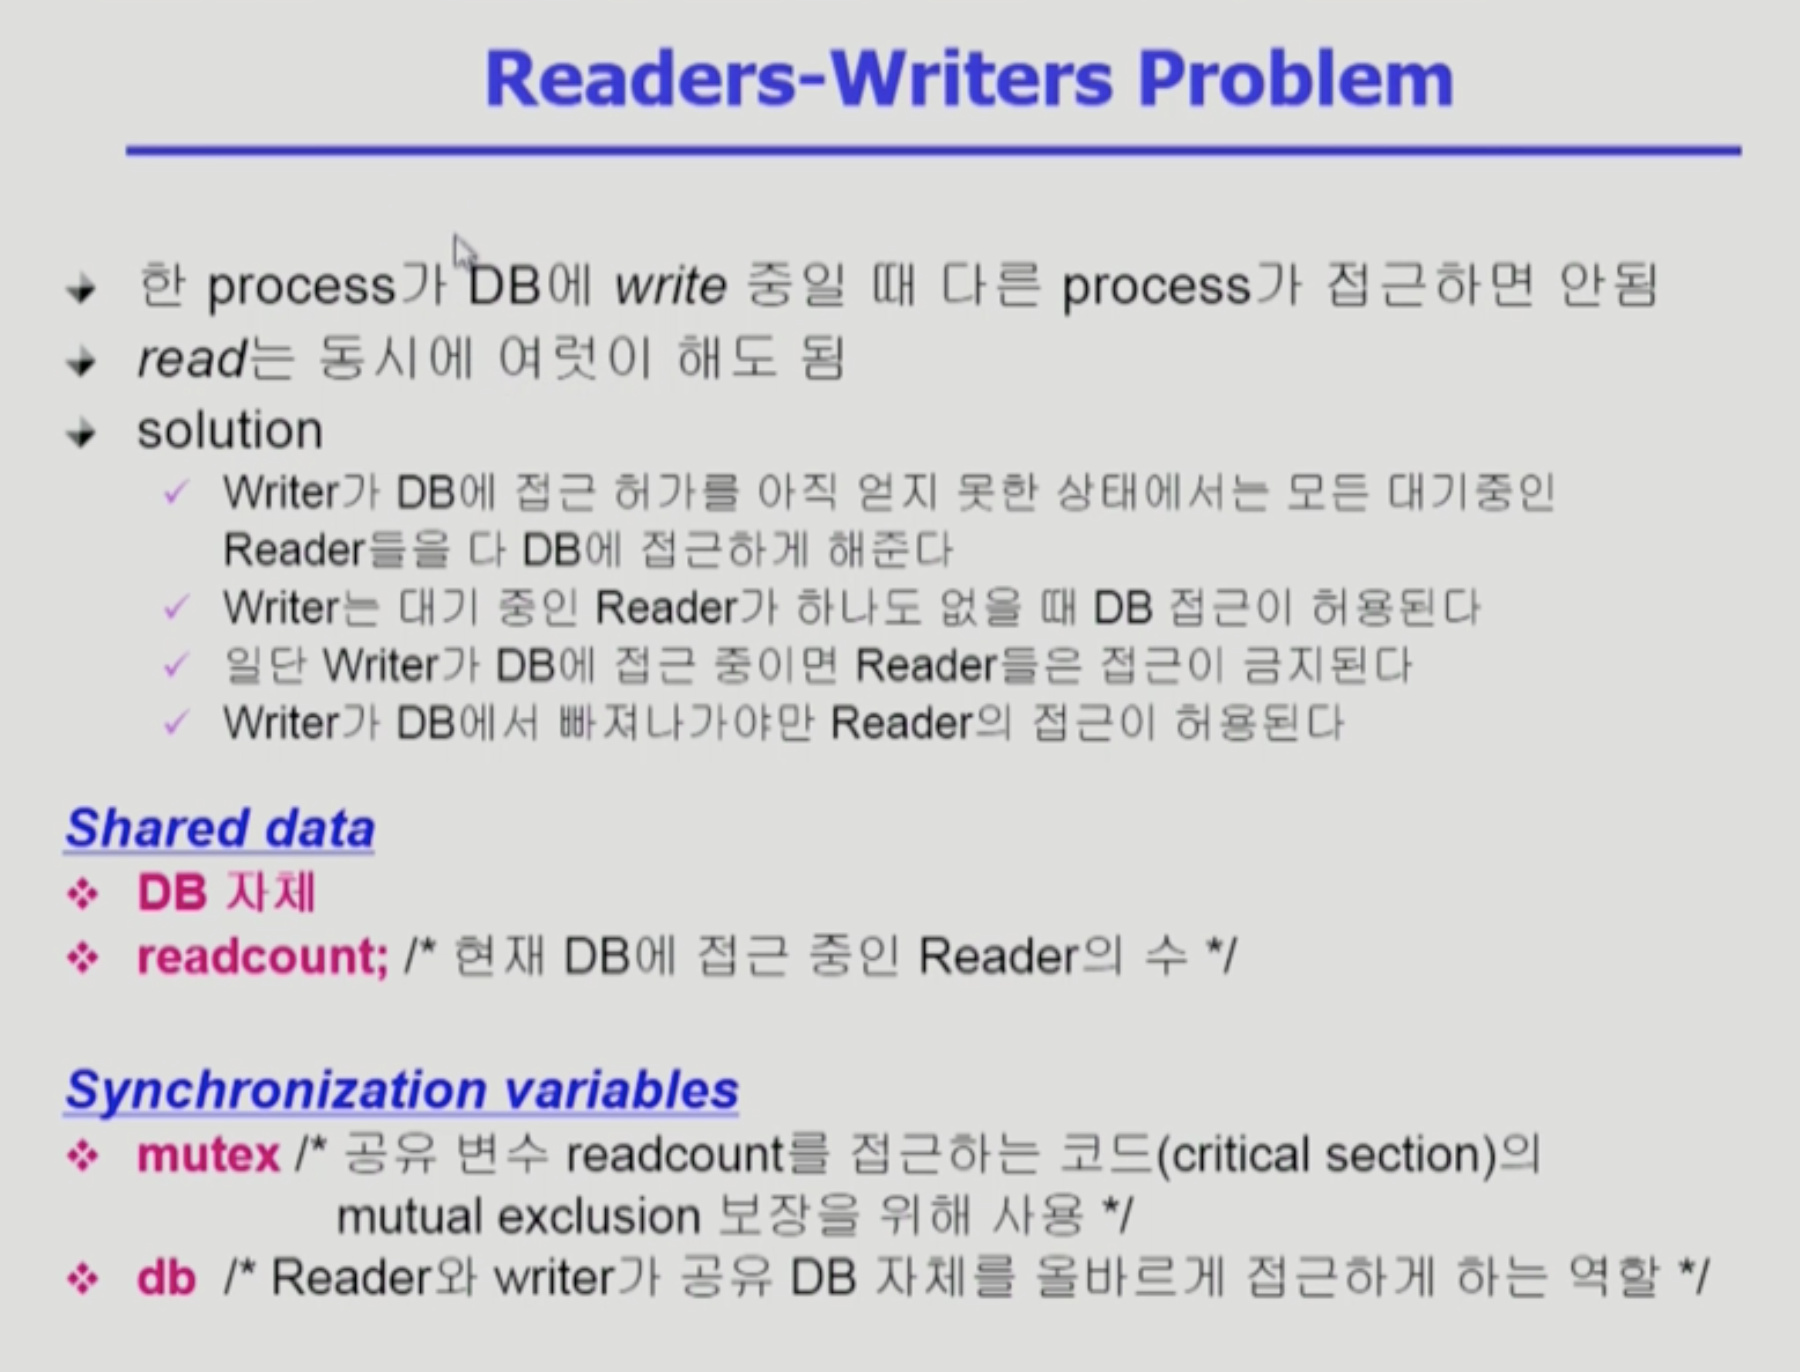 Readers-Writers Problem
한 process가 DB에 write 중일 때 다른 process가 접근하면 안됨
read는 동시에 여럿이 해도 됨
solution
Writer가 DB에 접근 허가를 아직 얻지 못한 상태에서는 모든 대기중인
Reader들을 다 DB에 접근하게 해준다
Writer는 대기 중인 Reader가 하나도 없을 때 DB 접근이 허용된다
일단 Writer가 DB에 접근 중이면 Reader들은 접근이 금지된다
Writer가 DB에서 빠져나가야만 Reader의 접근이 허용된다
Shared data
DB 자체
readcount; /* 현재 DB에 접근 중인 Reader의 수 */
Synchronization variables
mutex /* 공유 변수 readcount를 접근하는 코드(critical section)의
mutual exclusion 보장을 위해 사용 */
db /* Reader와 writer가 공유 DB 자체를 올바르게 접근하게 하는 역할 */